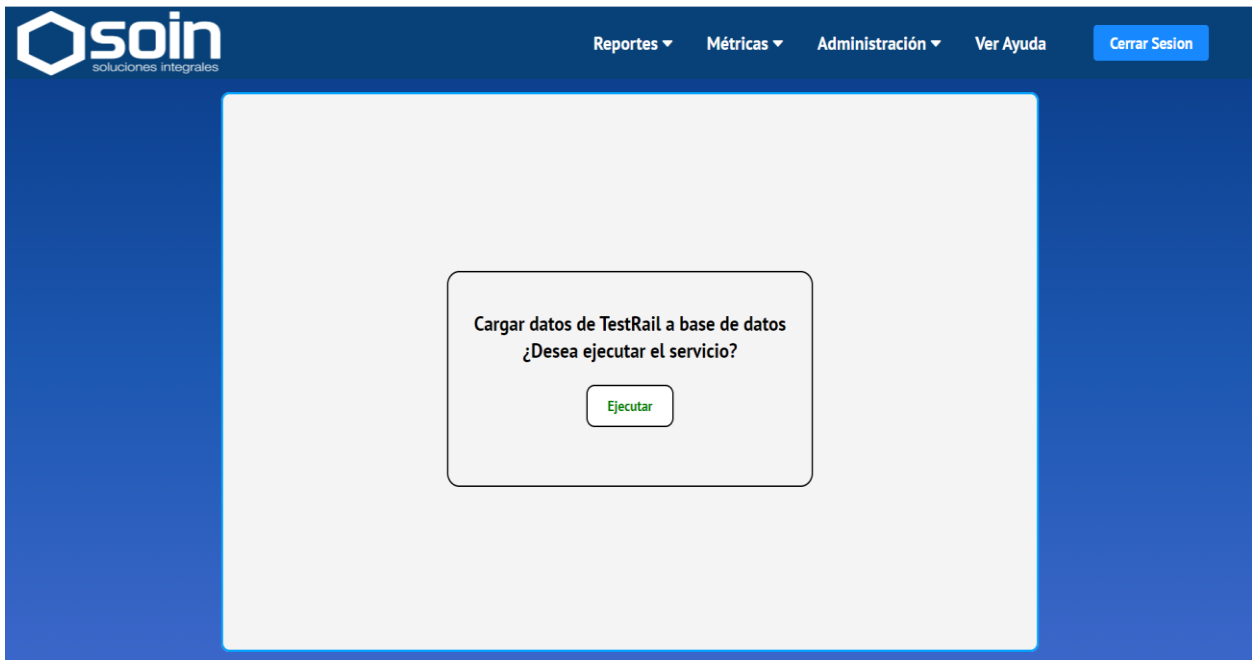 soin
soluciones integrales
Reportes Métricas Administración Ver Ayuda Cerrar Sesion
Cargar datos de TestRail a base de datos
¿Desea ejecutar el servicio?
Ejecutar